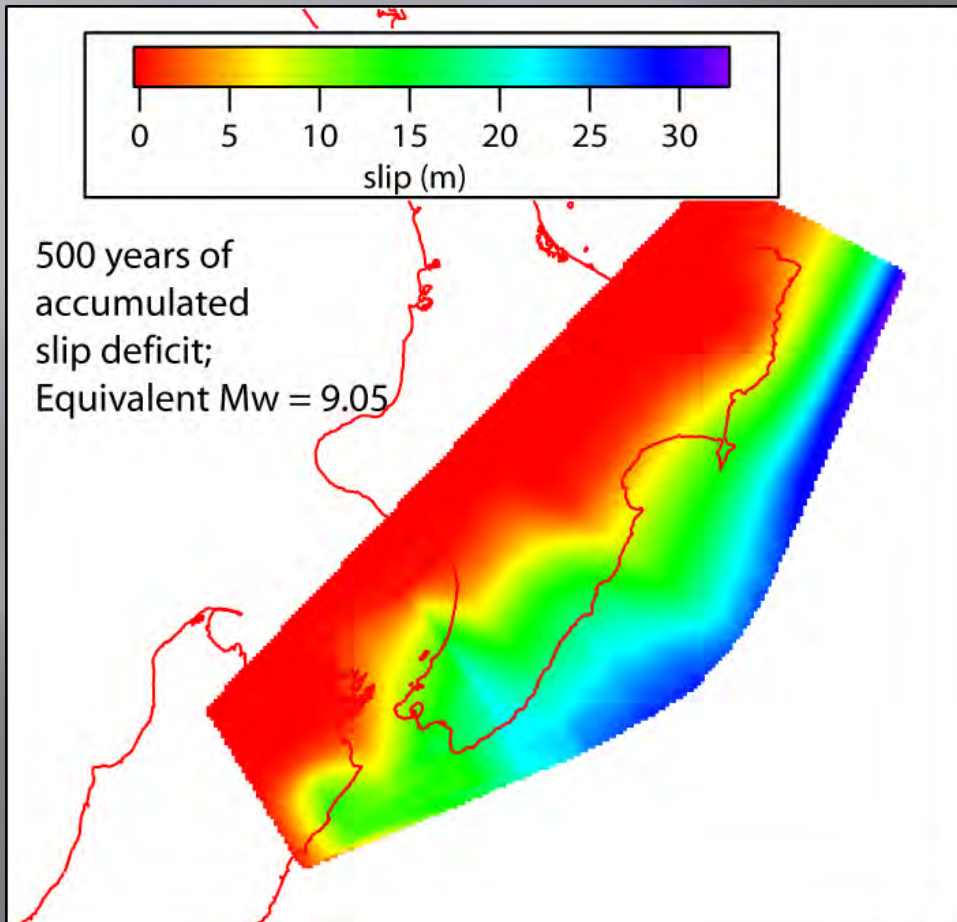 0 5 10 15 20 25 30
slip (m)
500 years of
accumulated
slip deficit;
Equivalent Mw = 9.05